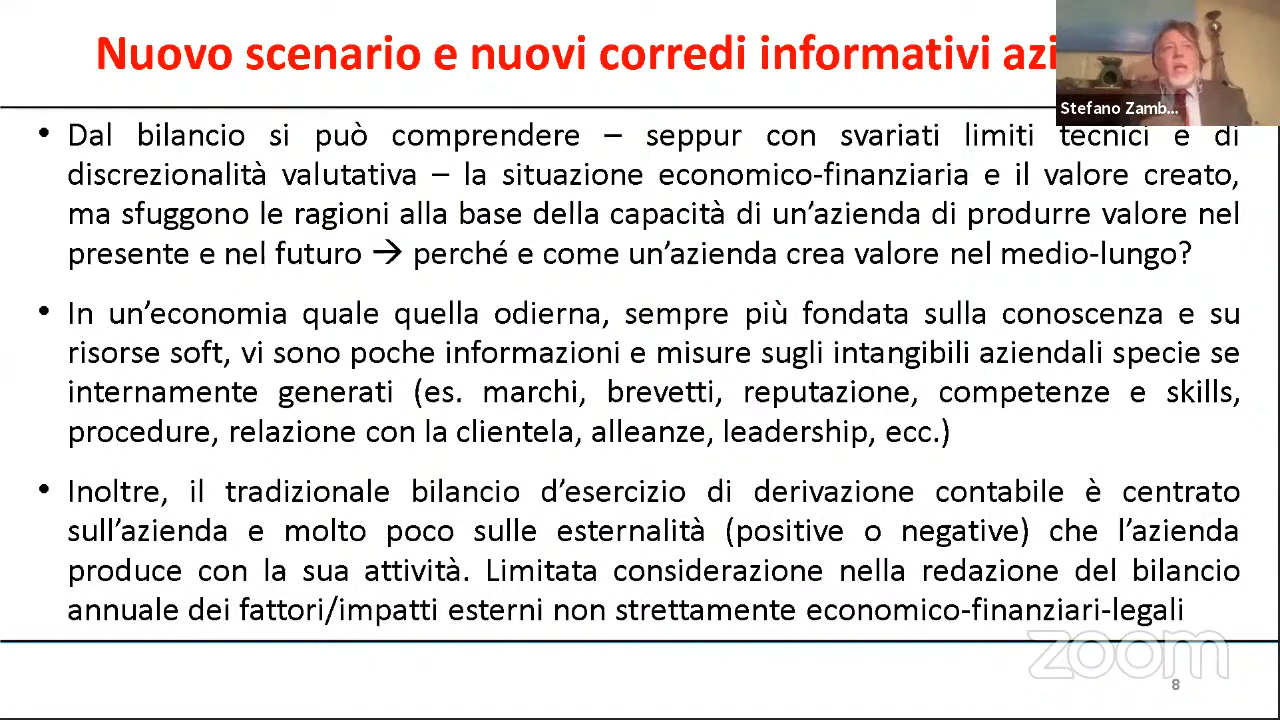 Nuovo scenario e nuovi corredi informativi
Stefano Zamb...
• Dal bilancio si può comprendere – seppur con svariati limiti tecnici e di
discrezionalità valutativa – la situazione economico-finanziaria e il valore creato,
ma sfuggono le ragioni alla base della capacità di un’azienda di produrre valore nel
presente e nel futuro → perché e come un’azienda crea valore nel medio-lungo?
• In un’economia quale quella odierna, sempre più fondata sulla conoscenza e su
risorse soft, vi sono poche informazioni e misure sugli intangibili aziendali specie se
internamente generati (es. marchi, brevetti, reputazione, competenze e skills,
procedure, relazione con la clientela, alleanze, leadership, ecc.)
• Inoltre, il tradizionale bilancio d’esercizio di derivazione contabile è centrato
sull’azienda e molto poco sulle esternalità (positive o negative) che l’azienda
produce con la sua attività. Limitata considerazione nella redazione del bilancio
annuale dei fattori/impatti esterni non strettamente economico-finanziari-legali
zoom
8